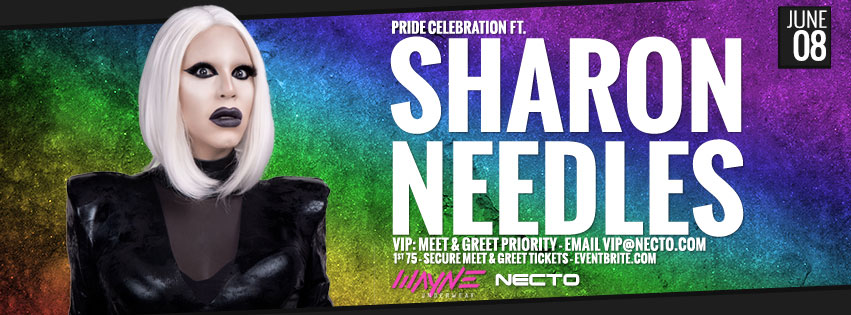 PRIDE CELEBRATION FT.
JUNE
08
SHARON
NEEDLES
VIP: MEET & GREET PRIORITY - EMAIL VIP@NECTO.COM
1ST 75 - SECURE MEET & GREET TICKETS - EVENTBRITE.COM
WAYNE NECTO
UNDERWEAR